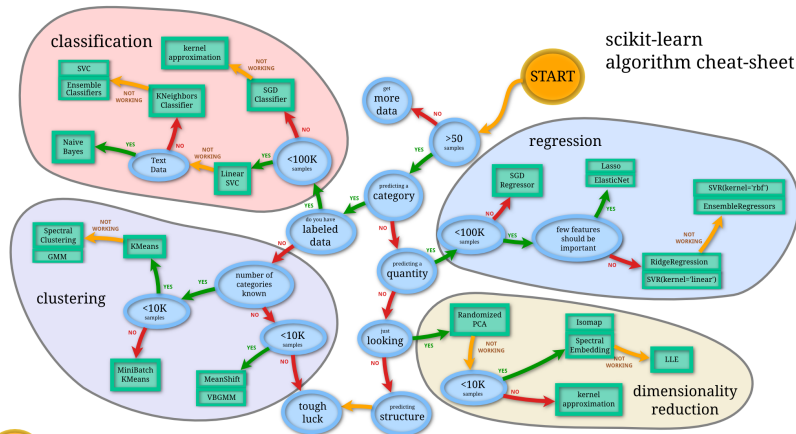 scikit-learn
algorithm cheat-sheet
START
classification
kernel
approximation
NOT
WORKING
SVC
Ensemble
Classifiers
NOT
WORKING
KNeighbors
Classifier
SGD
Classifier
NO
NO
Naive
Bayes
YES
Text
Data
NOT
WORKING
Linear
SVC
YES
<100K
samples
YES
get
more
data
NO
>50
samples
YES
predicting a
category
YES
NO
do you have
labeled
data
NO
regression
SGD
Regressor
NO
<100K
samples
YES
Lasso
ElasticNet
YES
few features
should be
important
NO
SVR(kernel='rbf')
EnsembleRegressors
NOT
WORKING
RidgeRegression
SVR(kernel='linear')
predicting a
quantity
YES
NO
clustering
Spectral
Clustering
GMM
NOT
WORKING
KMeans
YES
number of
categories
known
YES
NO
<10K
samples
NO
MiniBatch
KMeans
<10K
samples
YES
NO
MeanShift
VBGMM
just
looking
YES
NO
tough
luck
predicting
structure
Randomized
PCA
NOT
WORKING
<10K
samples
YES
NO
Isomap
Spectral
Embedding
NOT
WORKING
LLE
kernel
approximation
dimensionality
reduction